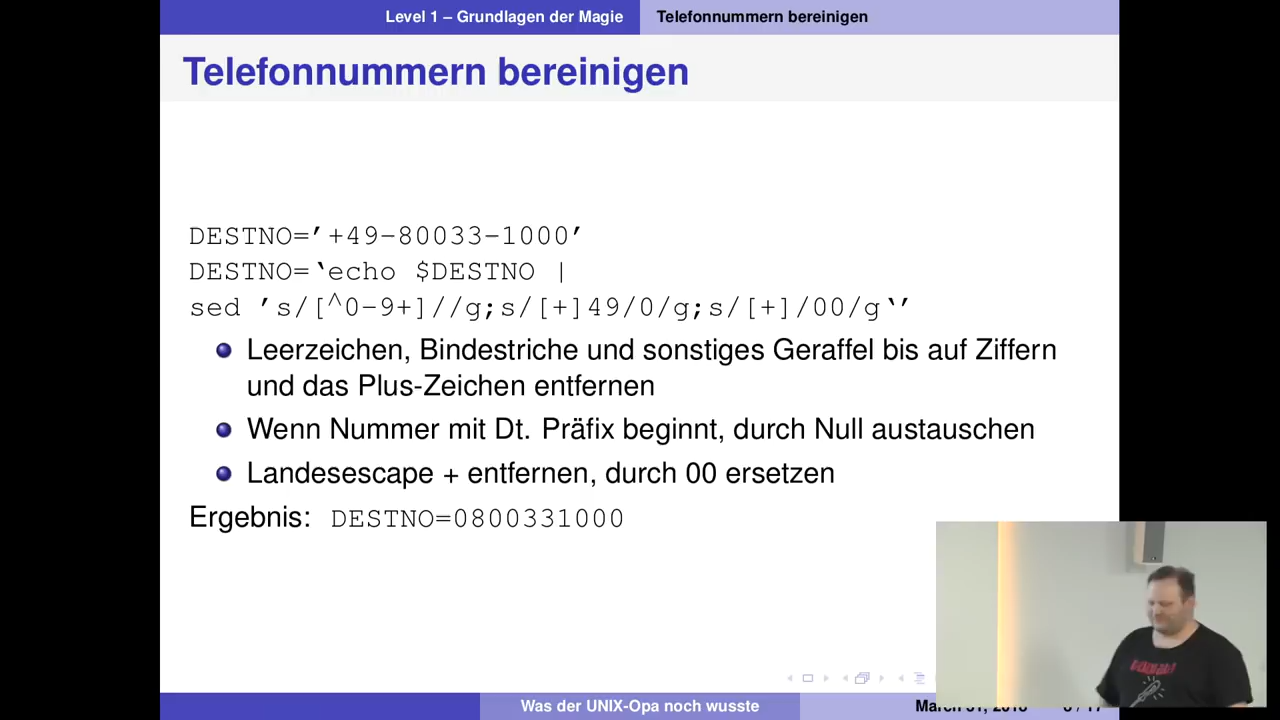 Level 1 – Grundlagen der Magie
Telefonnummern bereinigen
Telefonnummern bereinigen
DESTNO=’+49-80033-1000’
DESTNO=‘echo $DESTNO |
sed ’s/[^0-9+]//g;s/[+]49/0/g;s/[+]/00/g‘’
Leerzeichen, Bindestriche und sonstiges Geraffel bis auf Ziffern
und das Plus-Zeichen entfernen
Wenn Nummer mit Dt. Präfix beginnt, durch Null austauschen
Landesescape + entfernen, durch 00 ersetzen
Ergebnis: DESTNO=0800331000
Was der UNIX-Opa noch wusste